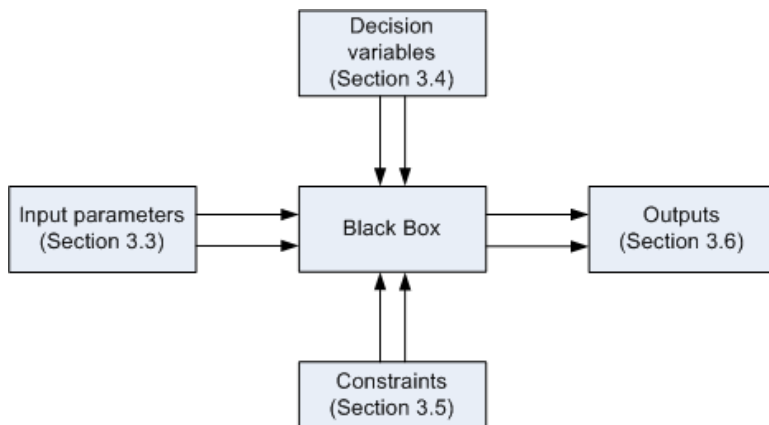 Decision
variables
(Section 3.4)
Input parameters
(Section 3.3)
Black Box
Outputs
(Section 3.6)
Constraints
(Section 3.5)